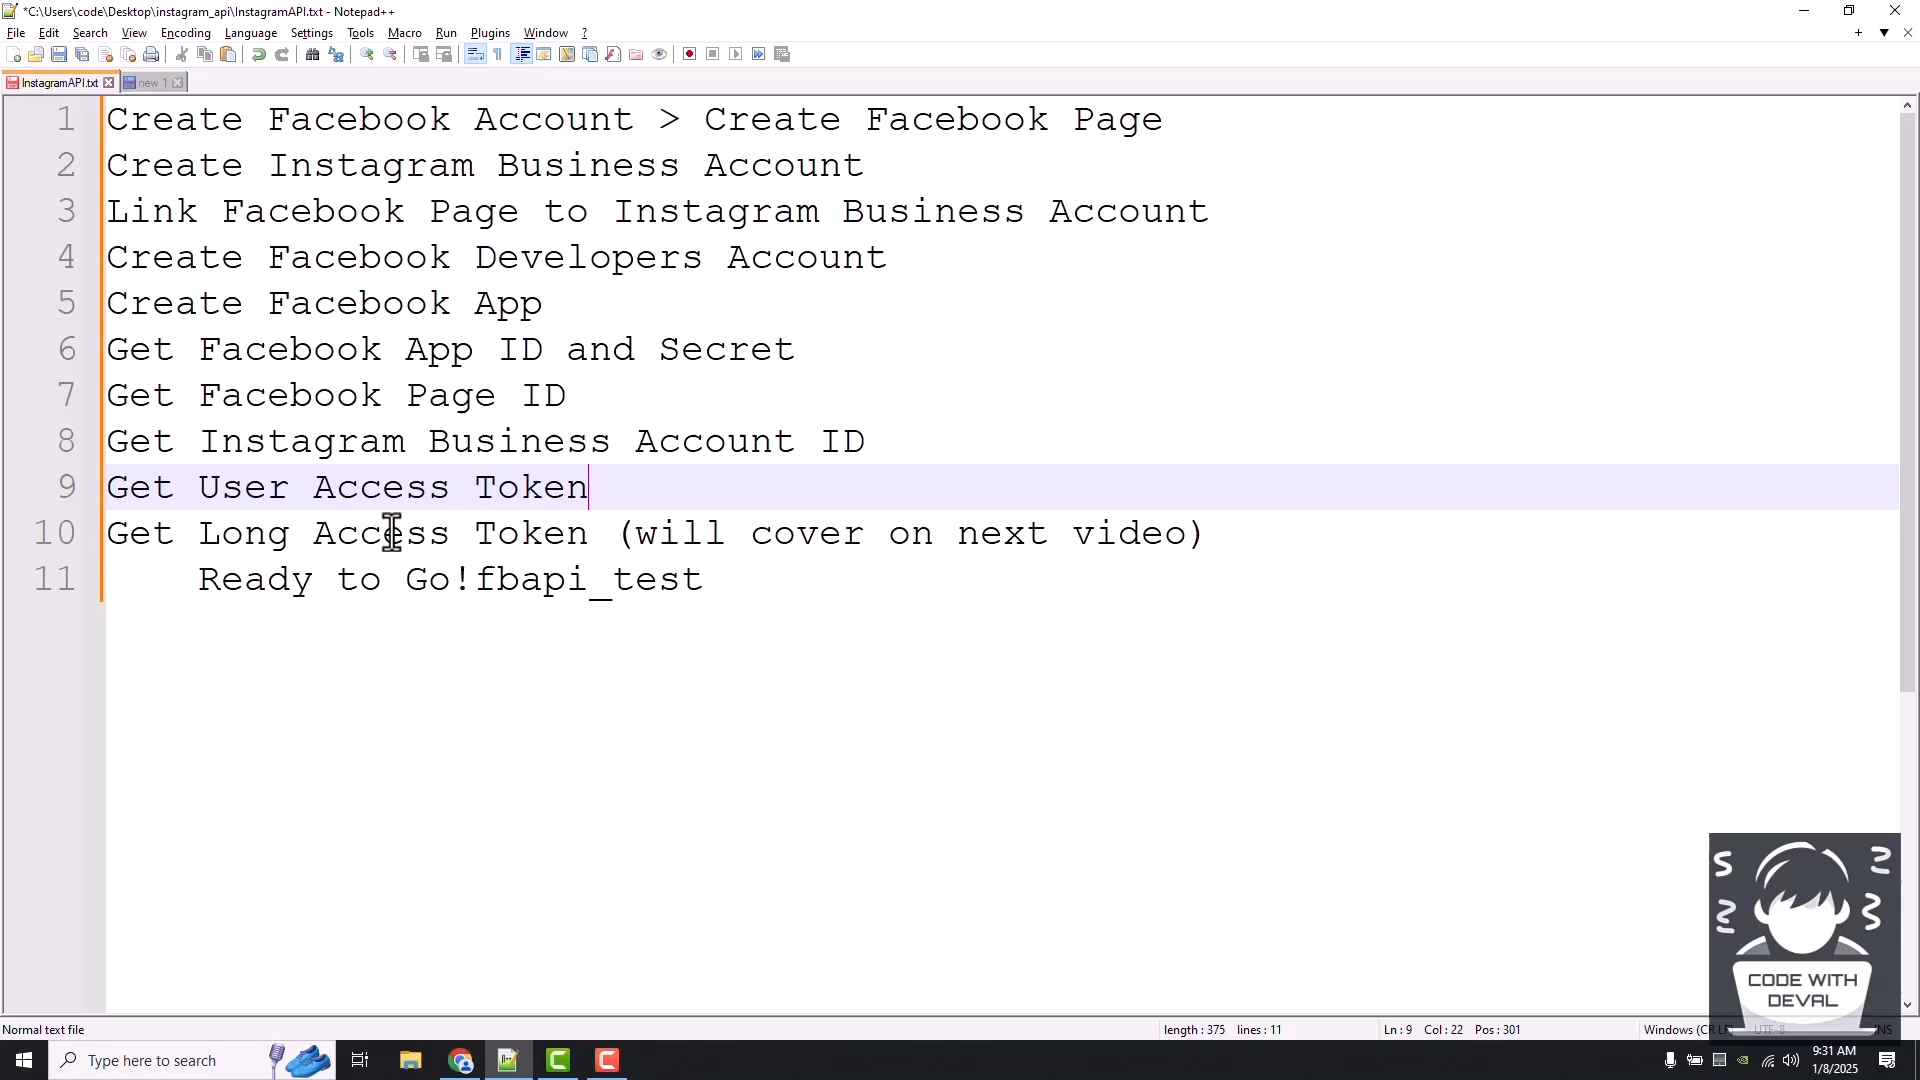 *C:\Users\code\Desktop\instagram_api\InstagramAPI.txt - Notepad++
File Edit Search View Encoding Language Settings Tools Macro Run Plugins Window ?
InstagramAPI.txt new 1
1 Create Facebook Account > Create Facebook Page
2 Create Instagram Business Account
3 Link Facebook Page to Instagram Business Account
4 Create Facebook Developers Account
5 Create Facebook App
6 Get Facebook App ID and Secret
7 Get Facebook Page ID
8 Get Instagram Business Account ID
9 Get User Access Token
10 Get Long Access Token (will cover on next video)
11 Ready to Go!fbapi_test
CODE WITH
DEVAL
Normal text file length : 375 lines : 11 Ln : 9 Col : 22 Pos : 301 Windows (CR LF) UTF-8 INS
Type here to search
9:31 AM
1/8/2025